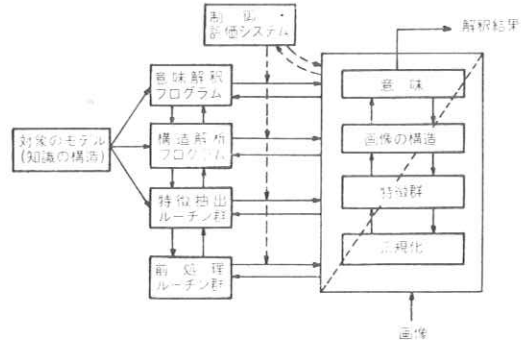 制御・
評価システム
解釈結果
意味解釈
プログラム
意味
対象のモデル
(知識の構造)
構造解析
プログラム
画像の構造
特徴抽出
ルーチン群
特徴群
前処理
ルーチン群
正規化
画像